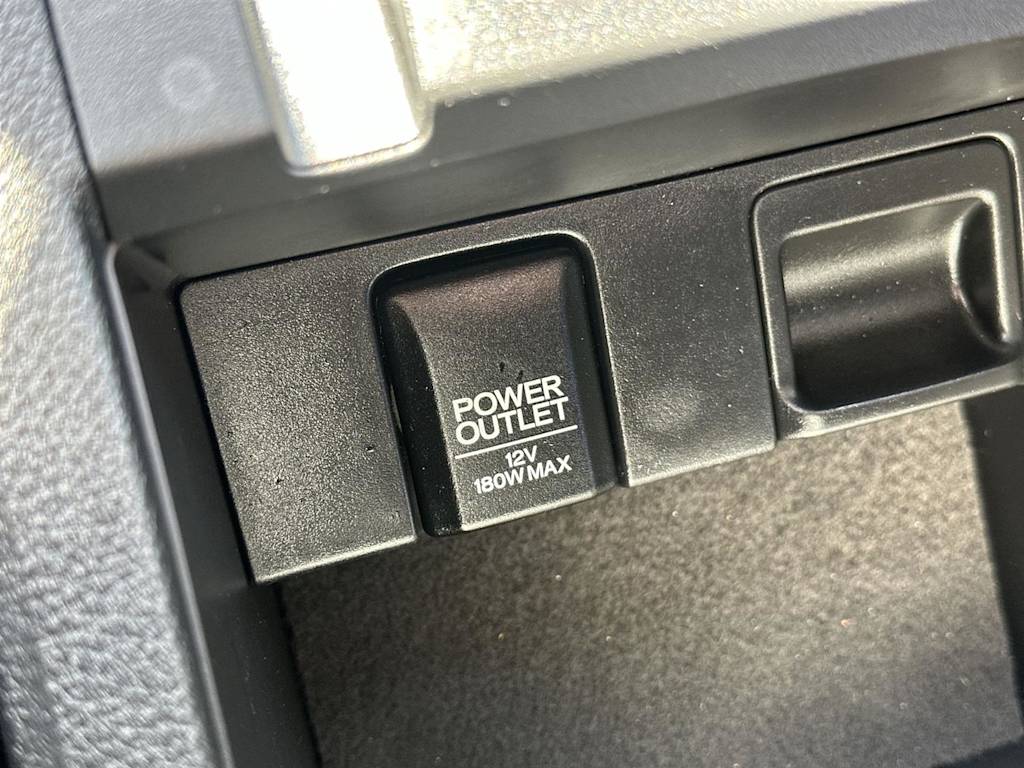 POWER
OUTLET
12V
180W MAX